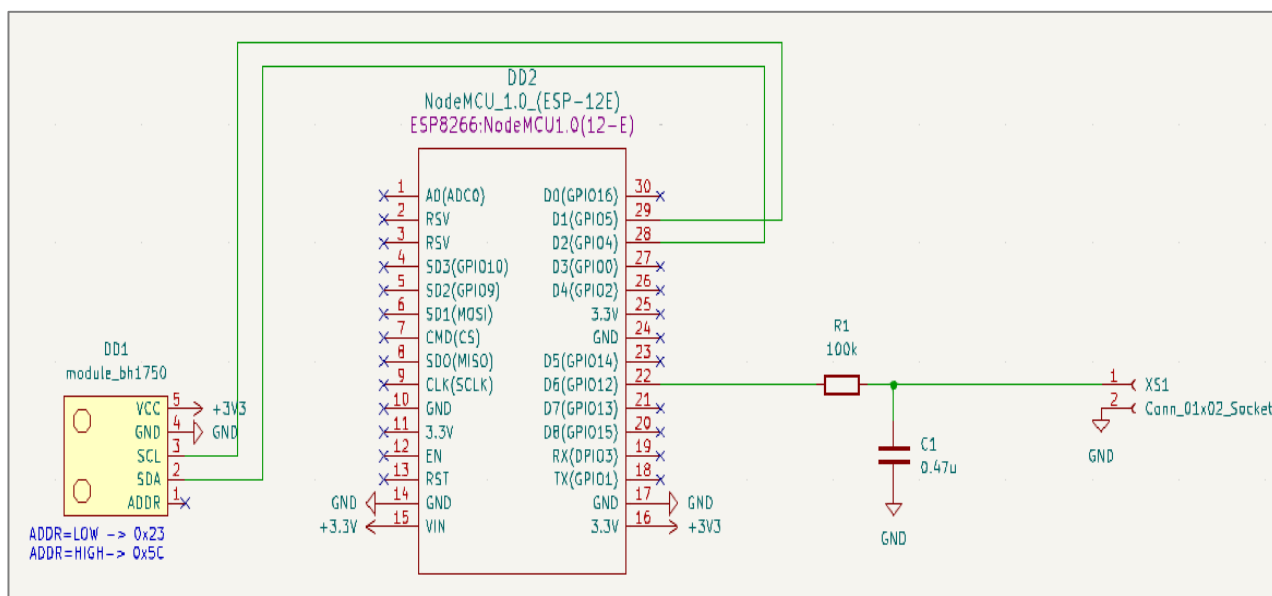 DD2
NodeMCU_1.0_(ESP-12E)
ESP8266:NodeMCU1.0(12-E)
1 A0(ADC0)
2 RSV
3 RSV
4 SD3(GPIO10)
5 SD2(GPIO9)
6 SD1(MOSI)
7 CMD(CS)
8 SDO(MISO)
9 CLK(SCLK)
10 GND
11 3.3V
12 EN
13 RST
GND 14 GND
+3.3V 15 VIN
D0(GPIO16) 30
D1(GPIO5) 29
D2(GPIO4) 28
D3(GPIO0) 27
D4(GPIO2) 26
3.3V 25
GND 24
D5(GPIO14) 23
D6(GPIO12) 22
D7(GPIO13) 21
D8(GPIO15) 20
RX(DPIO3) 19
TX(GPIO1) 18
GND 17 GND
3.3V 16 +3V3
DD1
module_bh1750
VCC 5 +3V3
GND 4 GND
SCL 3
SDA 2
ADDR 1
ADDR=LOW -> 0x23
ADDR=HIGH-> 0x5C
R1
100k
C1
0.47u
GND
1 XS1
2 Conn_01x02_Socket
GND